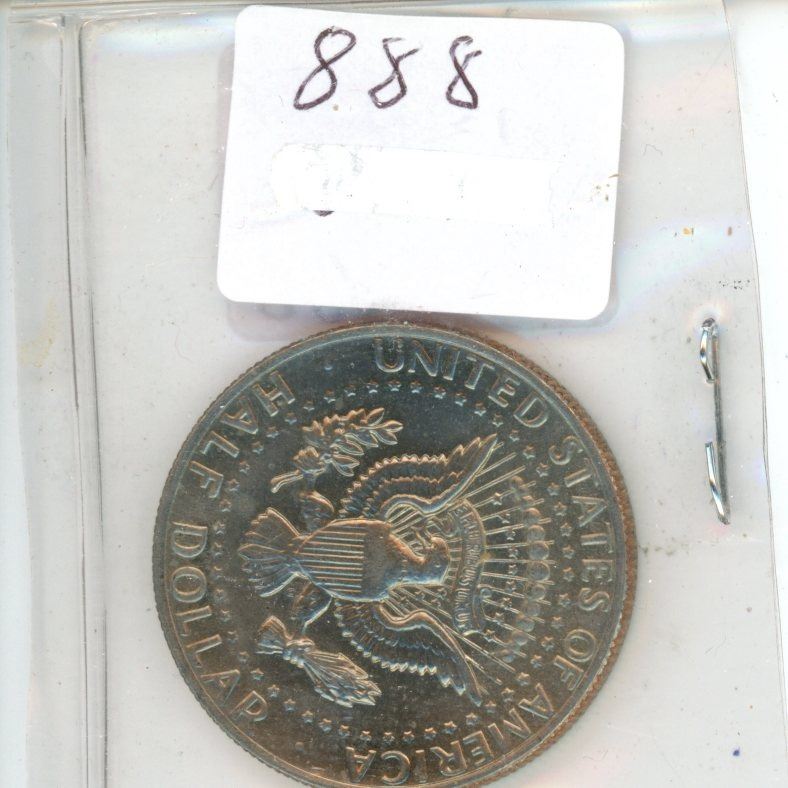 888
UNITED STATES OF AMERICA
HALF DOLLAR